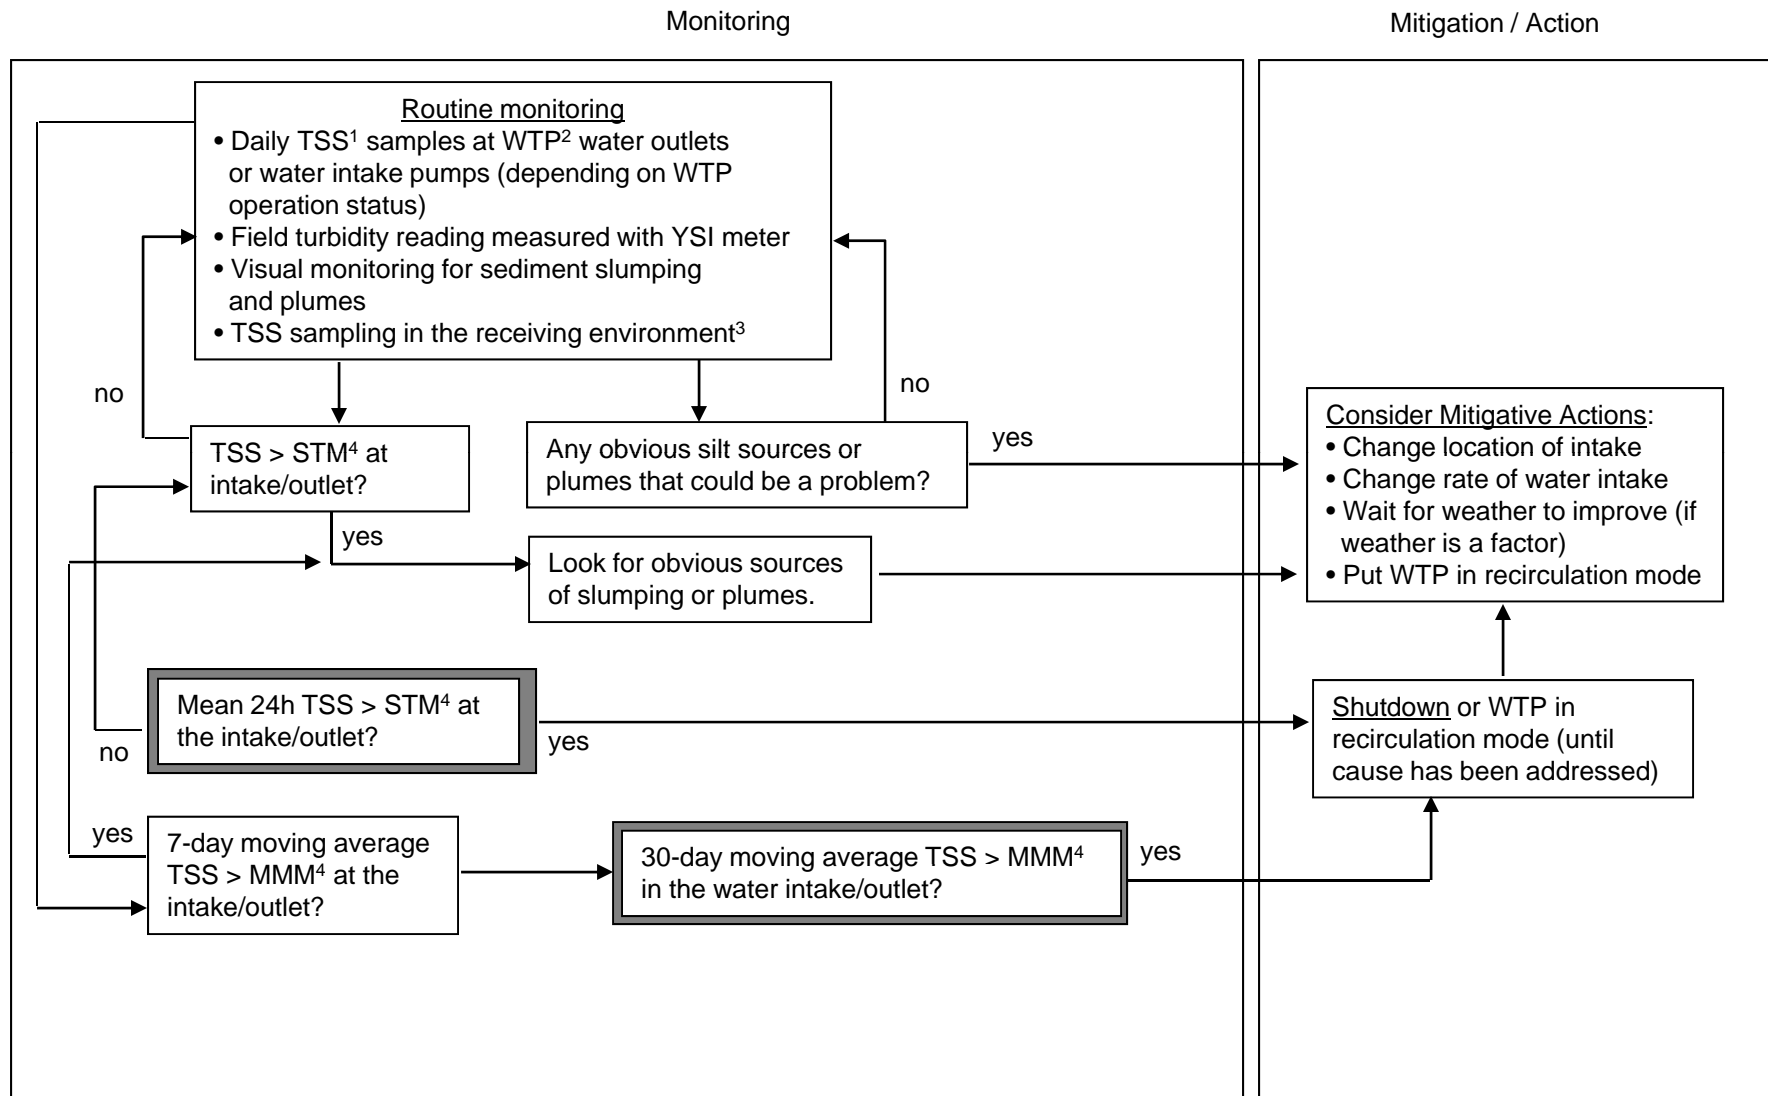 Monitoring
Mitigation / Action
Routine monitoring
• Daily TSS¹ samples at WTP² water outlets
or water intake pumps (depending on WTP
operation status)
• Field turbidity reading measured with YSI meter
• Visual monitoring for sediment slumping
and plumes
• TSS sampling in the receiving environment³
no
no
TSS > STM⁴ at
intake/outlet?
yes
Any obvious silt sources or
plumes that could be a problem?
yes
Look for obvious sources
of slumping or plumes.
Consider Mitigative Actions:
• Change location of intake
• Change rate of water intake
• Wait for weather to improve (if
weather is a factor)
• Put WTP in recirculation mode
Mean 24h TSS > STM⁴ at
the intake/outlet?
no
yes
Shutdown or WTP in
recirculation mode (until
cause has been addressed)
yes
7-day moving average
TSS > MMM⁴ at the
intake/outlet?
30-day moving average TSS > MMM⁴
in the water intake/outlet?
yes